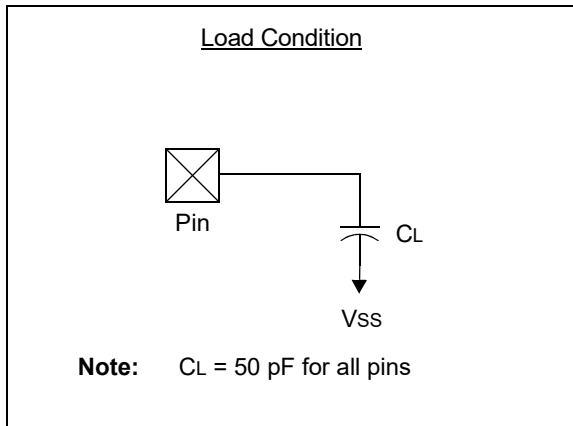 Load Condition
Pin
CL
VSS
Note: CL = 50 pF for all pins